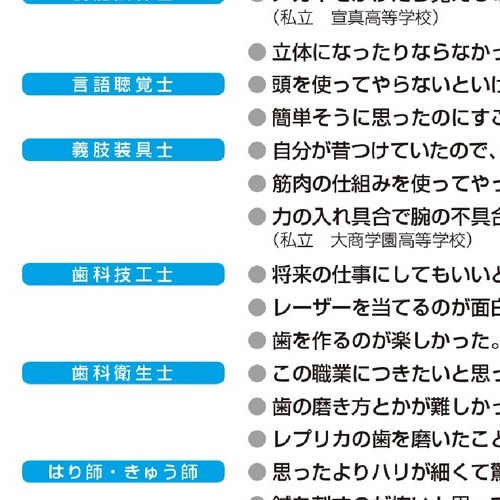 （私立　宣真高等学校）
立体になったりならなかっ
言語聴覚士
頭を使ってやらないといけ
簡単そうに思ったのにすご
義肢装具士
自分が昔つけていたので、
筋肉の仕組みを使ってやっ
力の入れ具合で腕の不具合
（私立　大商学園高等学校）
歯科技工士
将来の仕事にしてもいいと
レーザーを当てるのが面白
歯を作るのが楽しかった。
歯科衛生士
この職業につきたいと思っ
歯の磨き方とかが難しかっ
レプリカの歯を磨いたこと
はり師・きゅう師
思ったよりハリが細くて驚